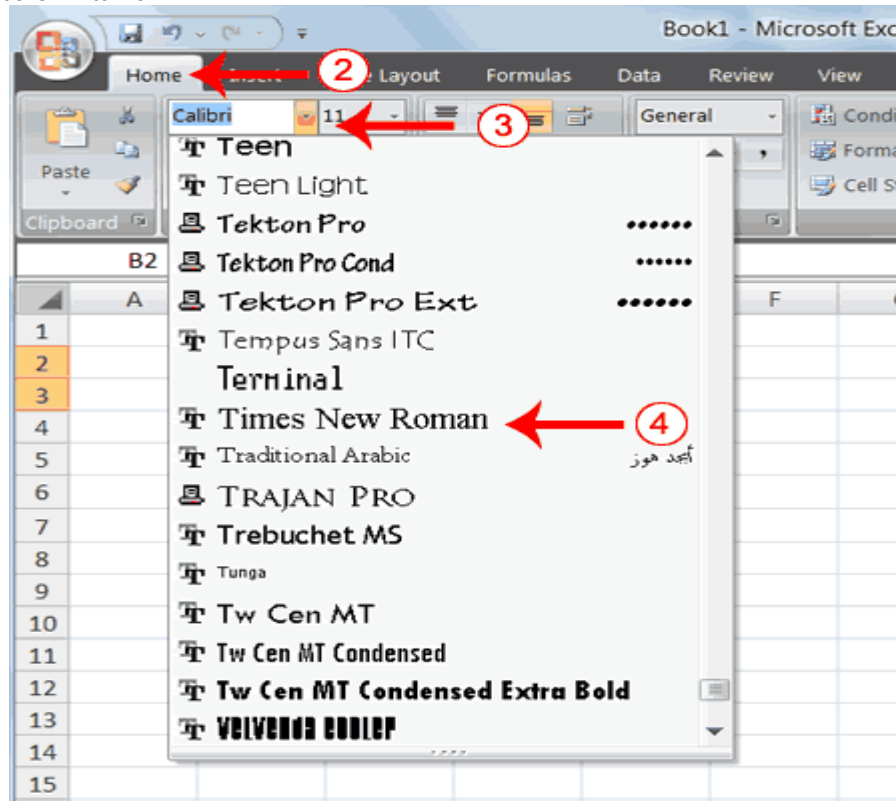 Book1 - Microsoft Exc
2
Home Insert Layout Formulas Data Review View
Calibri 11 General Condi
3
Paste , Forma
Cell S
Clipboard
B2
A F
Teen
Teen Light
Tekton Pro
Tekton Pro Cond
Tekton Pro Ext
Tempus Sans ITC
Terminal
Times New Roman 4
Traditional Arabic أبجد هوز
Trajan Pro
Trebuchet MS
Tunga
Tw Cen MT
Tw Cen MT Condensed
Tw Cen MT Condensed Extra Bold
Velvenda Cooler
1
2
3
4
5
6
7
8
9
10
11
12
13
14
15